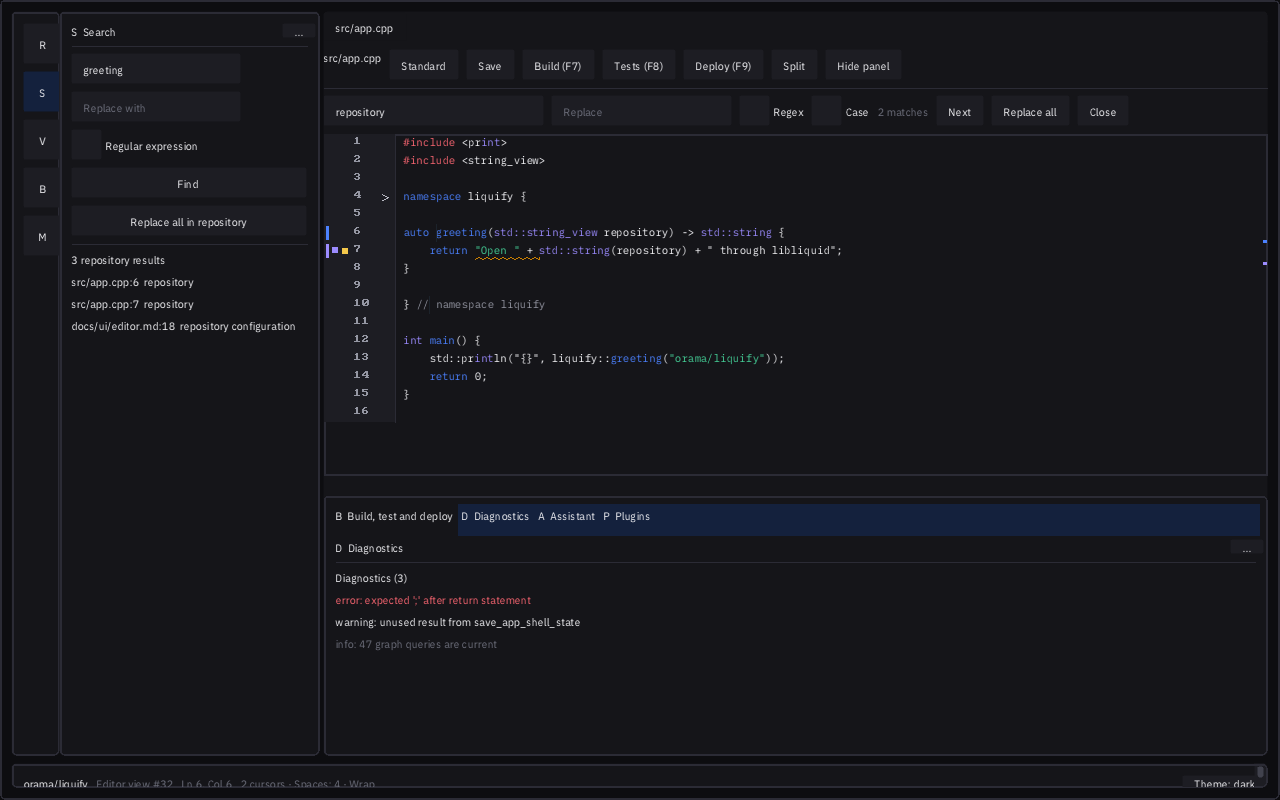 R
S
V
B
M
S Search
...
greeting
Replace with
Regular expression
Find
Replace all in repository
3 repository results
src/app.cpp:6 repository
src/app.cpp:7 repository
docs/ui/editor.md:18 repository configuration
src/app.cpp
src/app.cpp Standard Save Build (F7) Tests (F8) Deploy (F9) Split Hide panel
repository Replace Regex Case 2 matches Next Replace all Close
1 #include <print>
2 #include <string_view>
3
4 > namespace liquify {
5
6 auto greeting(std::string_view repository) -> std::string {
7 return "Open " + std::string(repository) + " through libliquid";
8 }
9
10 } // namespace liquify
11
12 int main() {
13 std::println("{}", liquify::greeting("orama/liquify"));
14 return 0;
15 }
16
B Build, test and deploy D Diagnostics A Assistant P Plugins
D Diagnostics ...
Diagnostics (3)
error: expected ';' after return statement
warning: unused result from save_app_shell_state
info: 47 graph queries are current
orama/liquify Editor view #32 Ln 6, Col 6 2 cursors · Spaces: 4 · Wrap Theme: dark